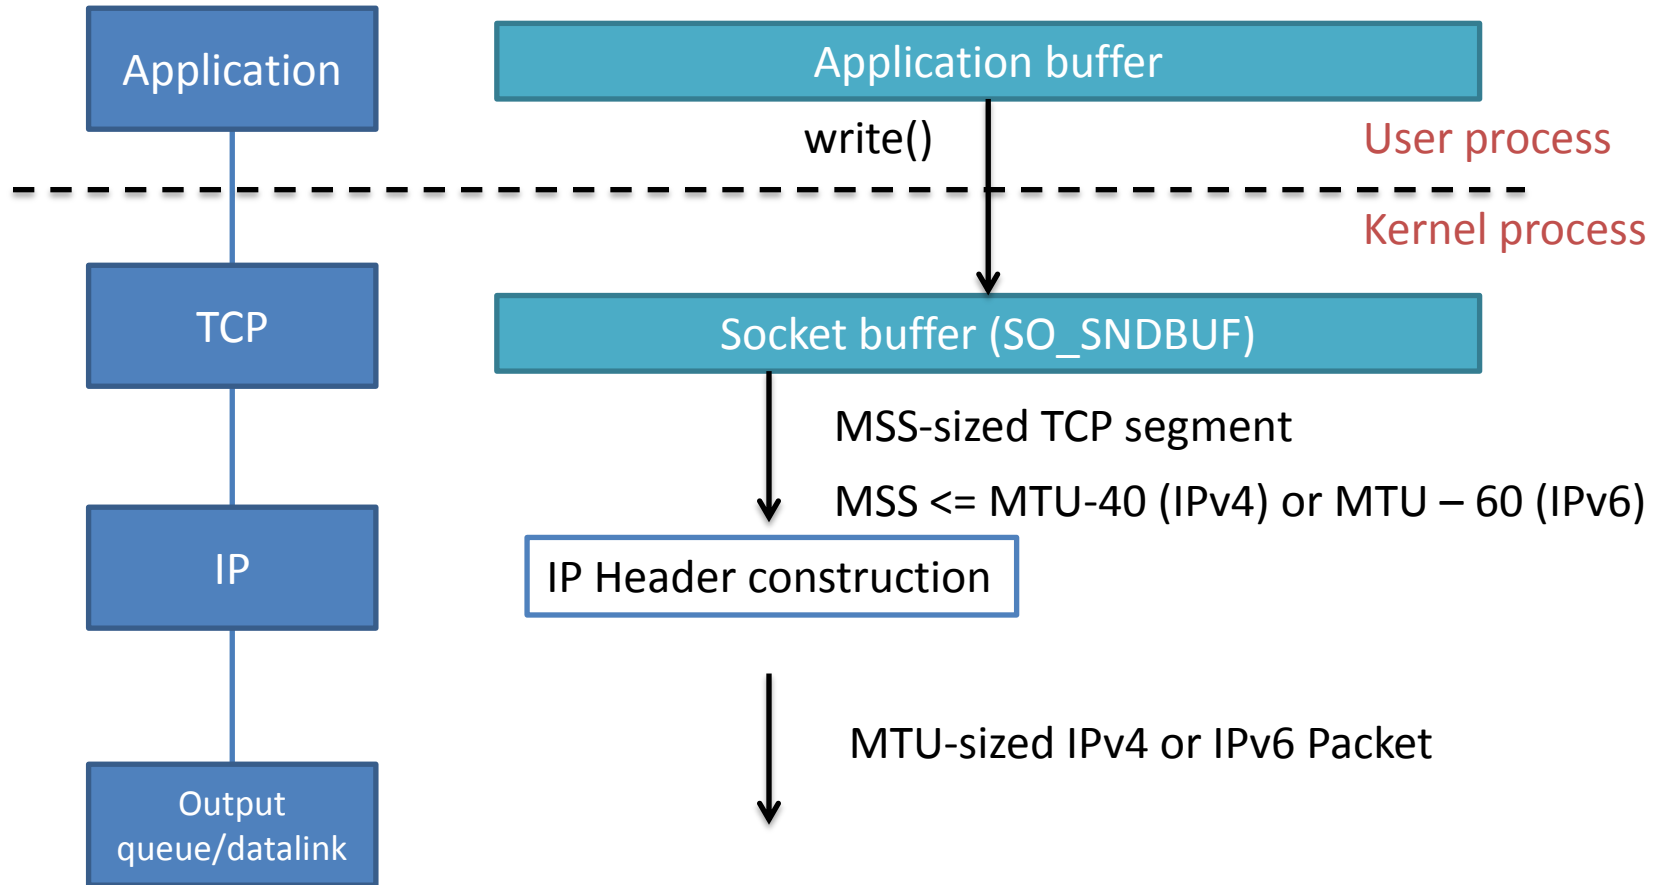 Application
Application buffer
write()
User process
Kernel process
TCP
Socket buffer (SO_SNDBUF)
MSS-sized TCP segment
MSS <= MTU-40 (IPv4) or MTU – 60 (IPv6)
IP
IP Header construction
MTU-sized IPv4 or IPv6 Packet
Output
queue/datalink